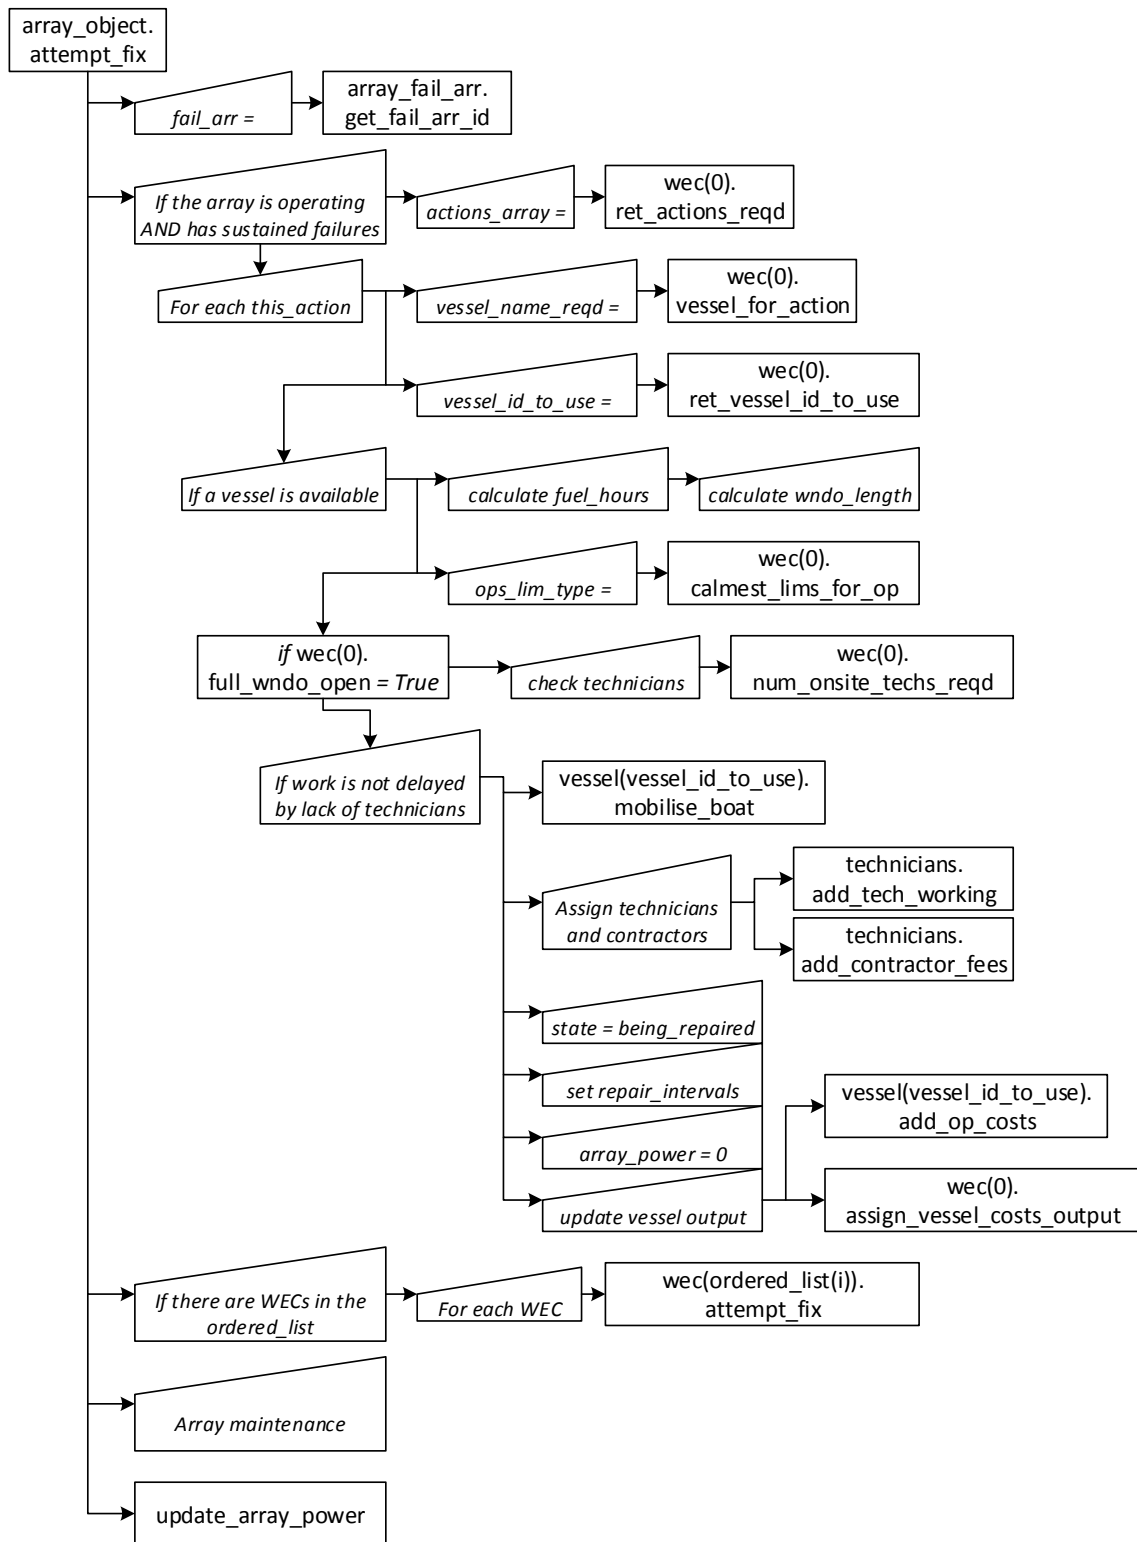 array_object.
attempt_fix
fail_arr =
array_fail_arr.
get_fail_arr_id
If the array is operating
AND has sustained failures
actions_array =
wec(0).
ret_actions_reqd
For each this_action
vessel_name_reqd =
wec(0).
vessel_for_action
vessel_id_to_use =
wec(0).
ret_vessel_id_to_use
If a vessel is available
calculate fuel_hours
calculate wndo_length
ops_lim_type =
wec(0).
calmest_lims_for_op
if wec(0).
full_wndo_open = True
check technicians
wec(0).
num_onsite_techs_reqd
If work is not delayed
by lack of technicians
vessel(vessel_id_to_use).
mobilise_boat
Assign technicians
and contractors
technicians.
add_tech_working
technicians.
add_contractor_fees
state = being_repaired
set repair_intervals
array_power = 0
update vessel output
vessel(vessel_id_to_use).
add_op_costs
wec(0).
assign_vessel_costs_output
If there are WECs in the
ordered_list
For each WEC
wec(ordered_list(i)).
attempt_fix
Array maintenance
update_array_power